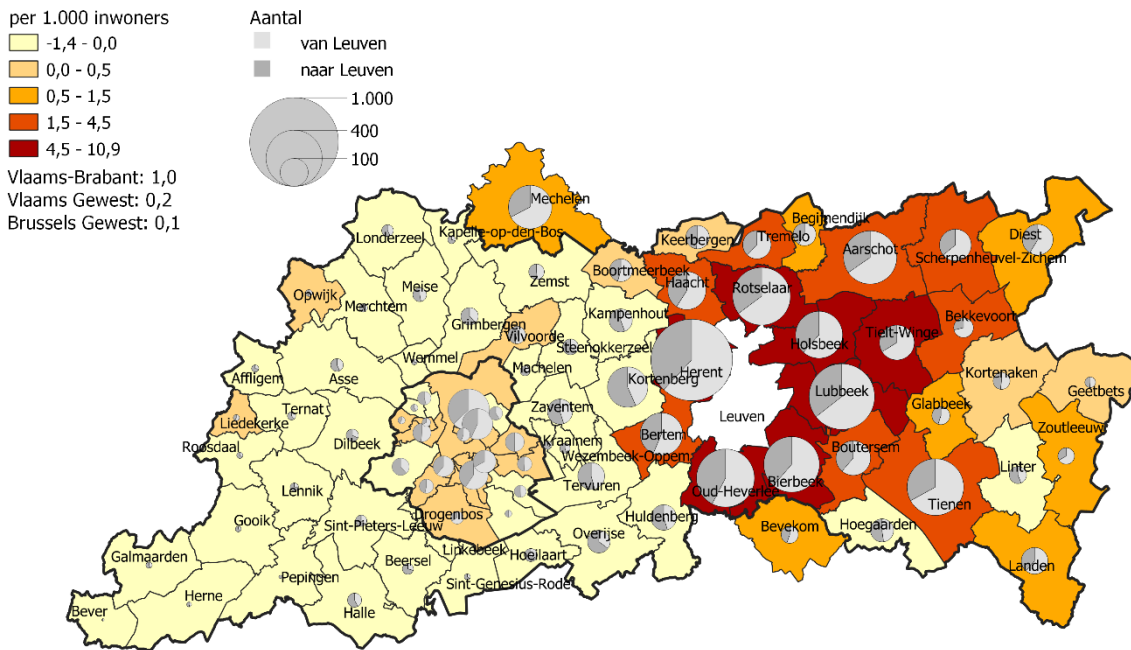 per 1.000 inwoners
-1,4 - 0,0
0,0 - 0,5
0,5 - 1,5
1,5 - 4,5
4,5 - 10,9
Vlaams-Brabant: 1,0
Vlaams Gewest: 0,2
Brussels Gewest: 0,1
Aantal
van Leuven
naar Leuven
1.000
400
100
Mechelen
Begijnendijk
Diest
Londerzeel
Kapelle-op-den-Bos
Keerbergen
Tremelo
Aarschot
Scherpenheuvel-Zichem
Boortmeerbeek
Zemst
Haacht
Rotselaar
Opwijk
Meise
Merchtem
Grimbergen
Kampenhout
Bekkevoort
Vilvoorde
Holsbeek
Tielt-Winge
Steenokkerzeel
Wemmel
Machelen
Herent
Affligem
Asse
Kortenberg
Kortenaken
Geetbets
Lubbeek
Glabbeek
Zaventem
Leuven
Liedekerke
Ternat
Zoutleeuw
Roosdaal
Dilbeek
Kraainem
Bertem
Wezembeek-Oppem
Boutersem
Bierbeek
Linter
Tervuren
Oud-Heverlee
Tienen
Lennik
Drogenbos
Huldenberg
Gooik
Sint-Pieters-Leeuw
Bevekom
Hoegaarden
Overijse
Linkebeek
Hoeilaart
Galmaarden
Beersel
Landen
Pepingen
Sint-Genesius-Rode
Herne
Halle
Bever